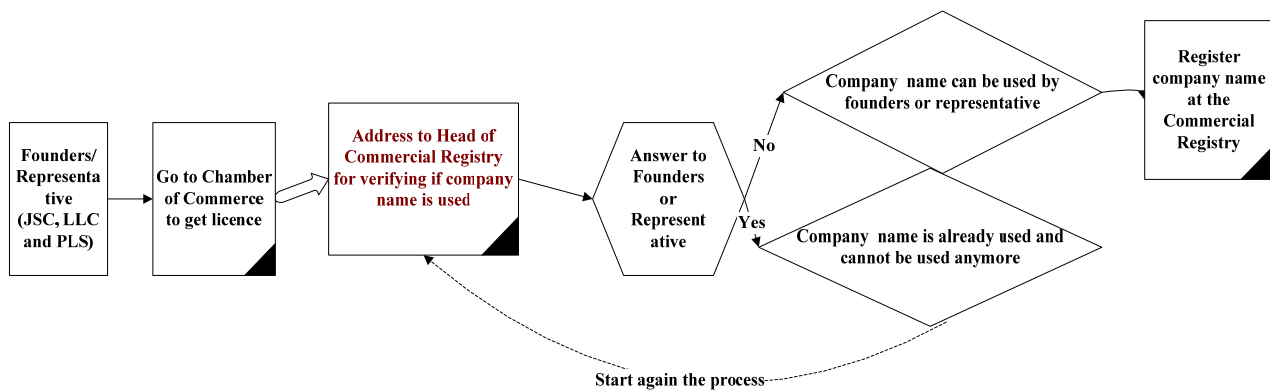 Founders/
Representa
tive
(JSC, LLC
and PLS)
Go to Chamber
of Commerce
to get licence
Address to Head of
Commercial Registry
for verifying if company
name is used
Answer to
Founders
or
Represent
ative
No
Yes
Company name can be used by
founders or representative
Company name is already used and
cannot be used anymore
Register
company name
at the
Commercial
Registry
Start again the process